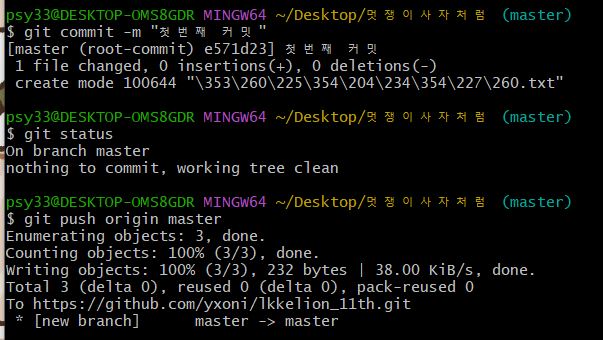 psy33@DESKTOP-OMS8GDR MINGW64 ~/Desktop/멋쟁이사자처럼 (master)
$ git commit -m "첫번째 커밋"
[master (root-commit) e571d23] 첫번째 커밋
 1 file changed, 0 insertions(+), 0 deletions(-)
 create mode 100644 "\353\260\225\354\204\234\354\227\260.txt"

psy33@DESKTOP-OMS8GDR MINGW64 ~/Desktop/멋쟁이사자처럼 (master)
$ git status
On branch master
nothing to commit, working tree clean

psy33@DESKTOP-OMS8GDR MINGW64 ~/Desktop/멋쟁이사자처럼 (master)
$ git push origin master
Enumerating objects: 3, done.
Counting objects: 100% (3/3), done.
Writing objects: 100% (3/3), 232 bytes | 38.00 KiB/s, done.
Total 3 (delta 0), reused 0 (delta 0), pack-reused 0
To https://github.com/yxoni/lkkelion_11th.git
 * [new branch]      master -> master